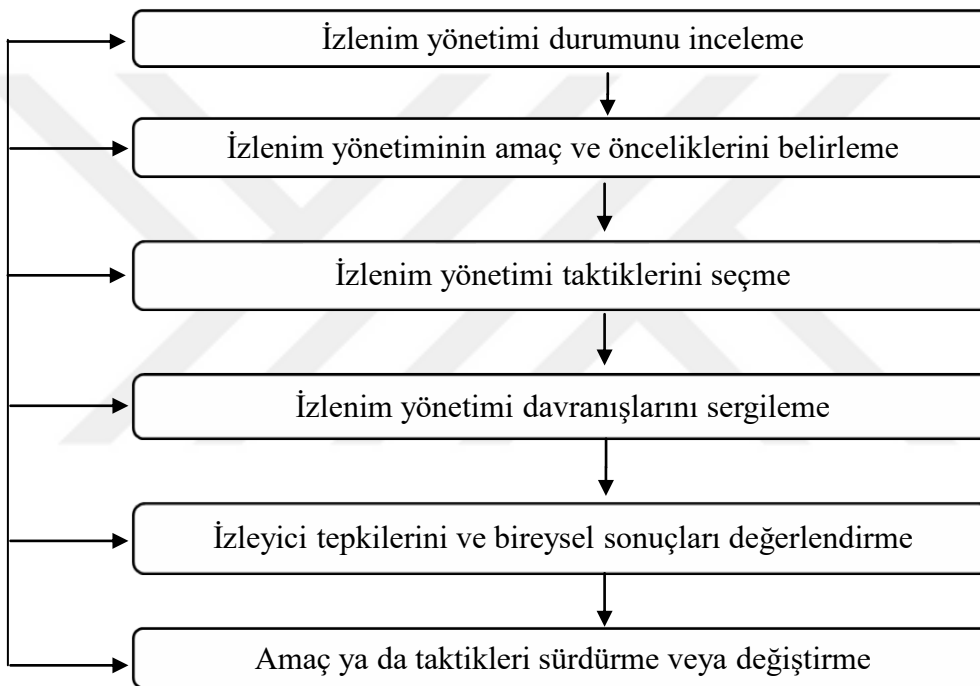 İzlenim yönetimi durumunu inceleme
İzlenim yönetiminin amaç ve önceliklerini belirleme
İzlenim yönetimi taktiklerini seçme
İzlenim yönetimi davranışlarını sergileme
İzleyici tepkilerini ve bireysel sonuçları değerlendirme
Amaç ya da taktikleri sürdürme veya değiştirme